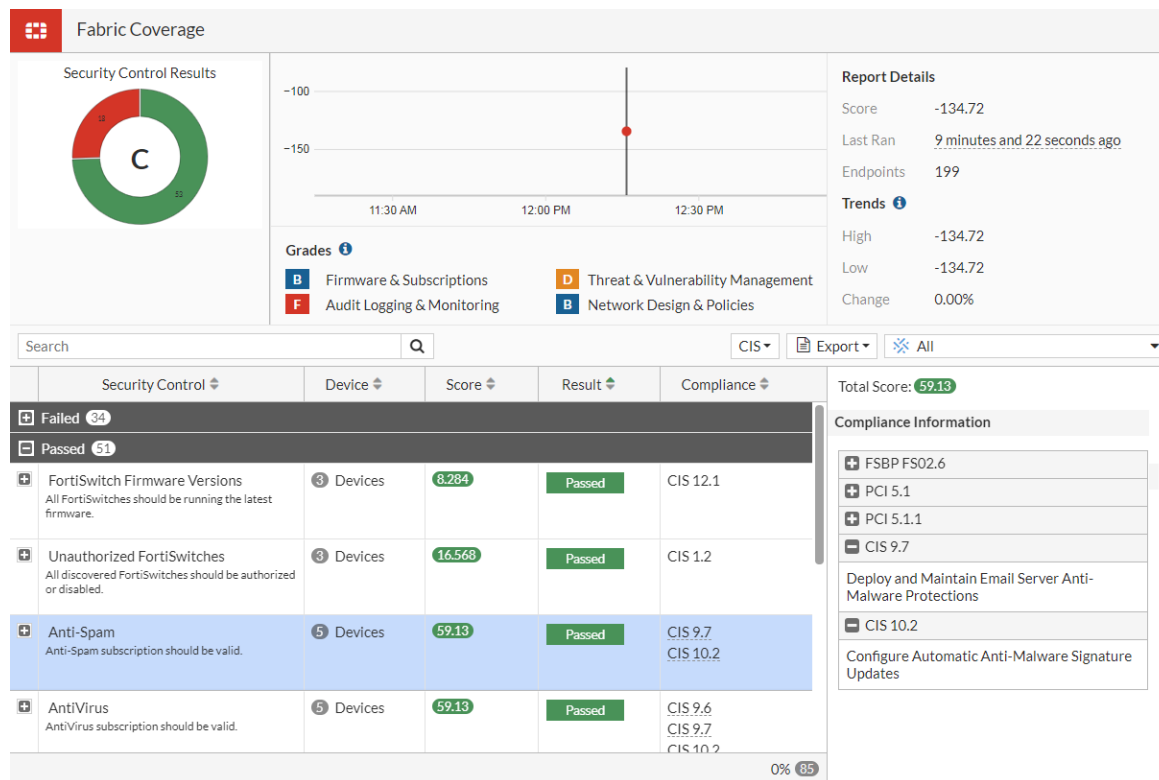 Fabric Coverage
Security Control Results
C
−100
−150
11:30 AM 12:00 PM 12:30 PM
Grades
B Firmware & Subscriptions
D Threat & Vulnerability Management
F Audit Logging & Monitoring
B Network Design & Policies
Report Details
Score -134.72
Last Ran 9 minutes and 22 seconds ago
Endpoints 199
Trends
High -134.72
Low -134.72
Change 0.00%
Search
CIS Export All
Security Control Device Score Result Compliance
Failed 34
Passed 51
FortiSwitch Firmware Versions 3 Devices 8.284 Passed CIS 12.1
All FortiSwitches should be running the latest
firmware.
Unauthorized FortiSwitches 3 Devices 16.568 Passed CIS 1.2
All discovered FortiSwitches should be authorized
or disabled.
Anti-Spam 5 Devices 59.13 Passed CIS 9.7
Anti-Spam subscription should be valid. CIS 10.2
AntiVirus 5 Devices 59.13 Passed CIS 9.6
AntiVirus subscription should be valid. CIS 9.7
CIS 10.2
0% 85
Total Score: 59.13
Compliance Information
FSBP FS02.6
PCI 5.1
PCI 5.1.1
CIS 9.7
Deploy and Maintain Email Server Anti-
Malware Protections
CIS 10.2
Configure Automatic Anti-Malware Signature
Updates